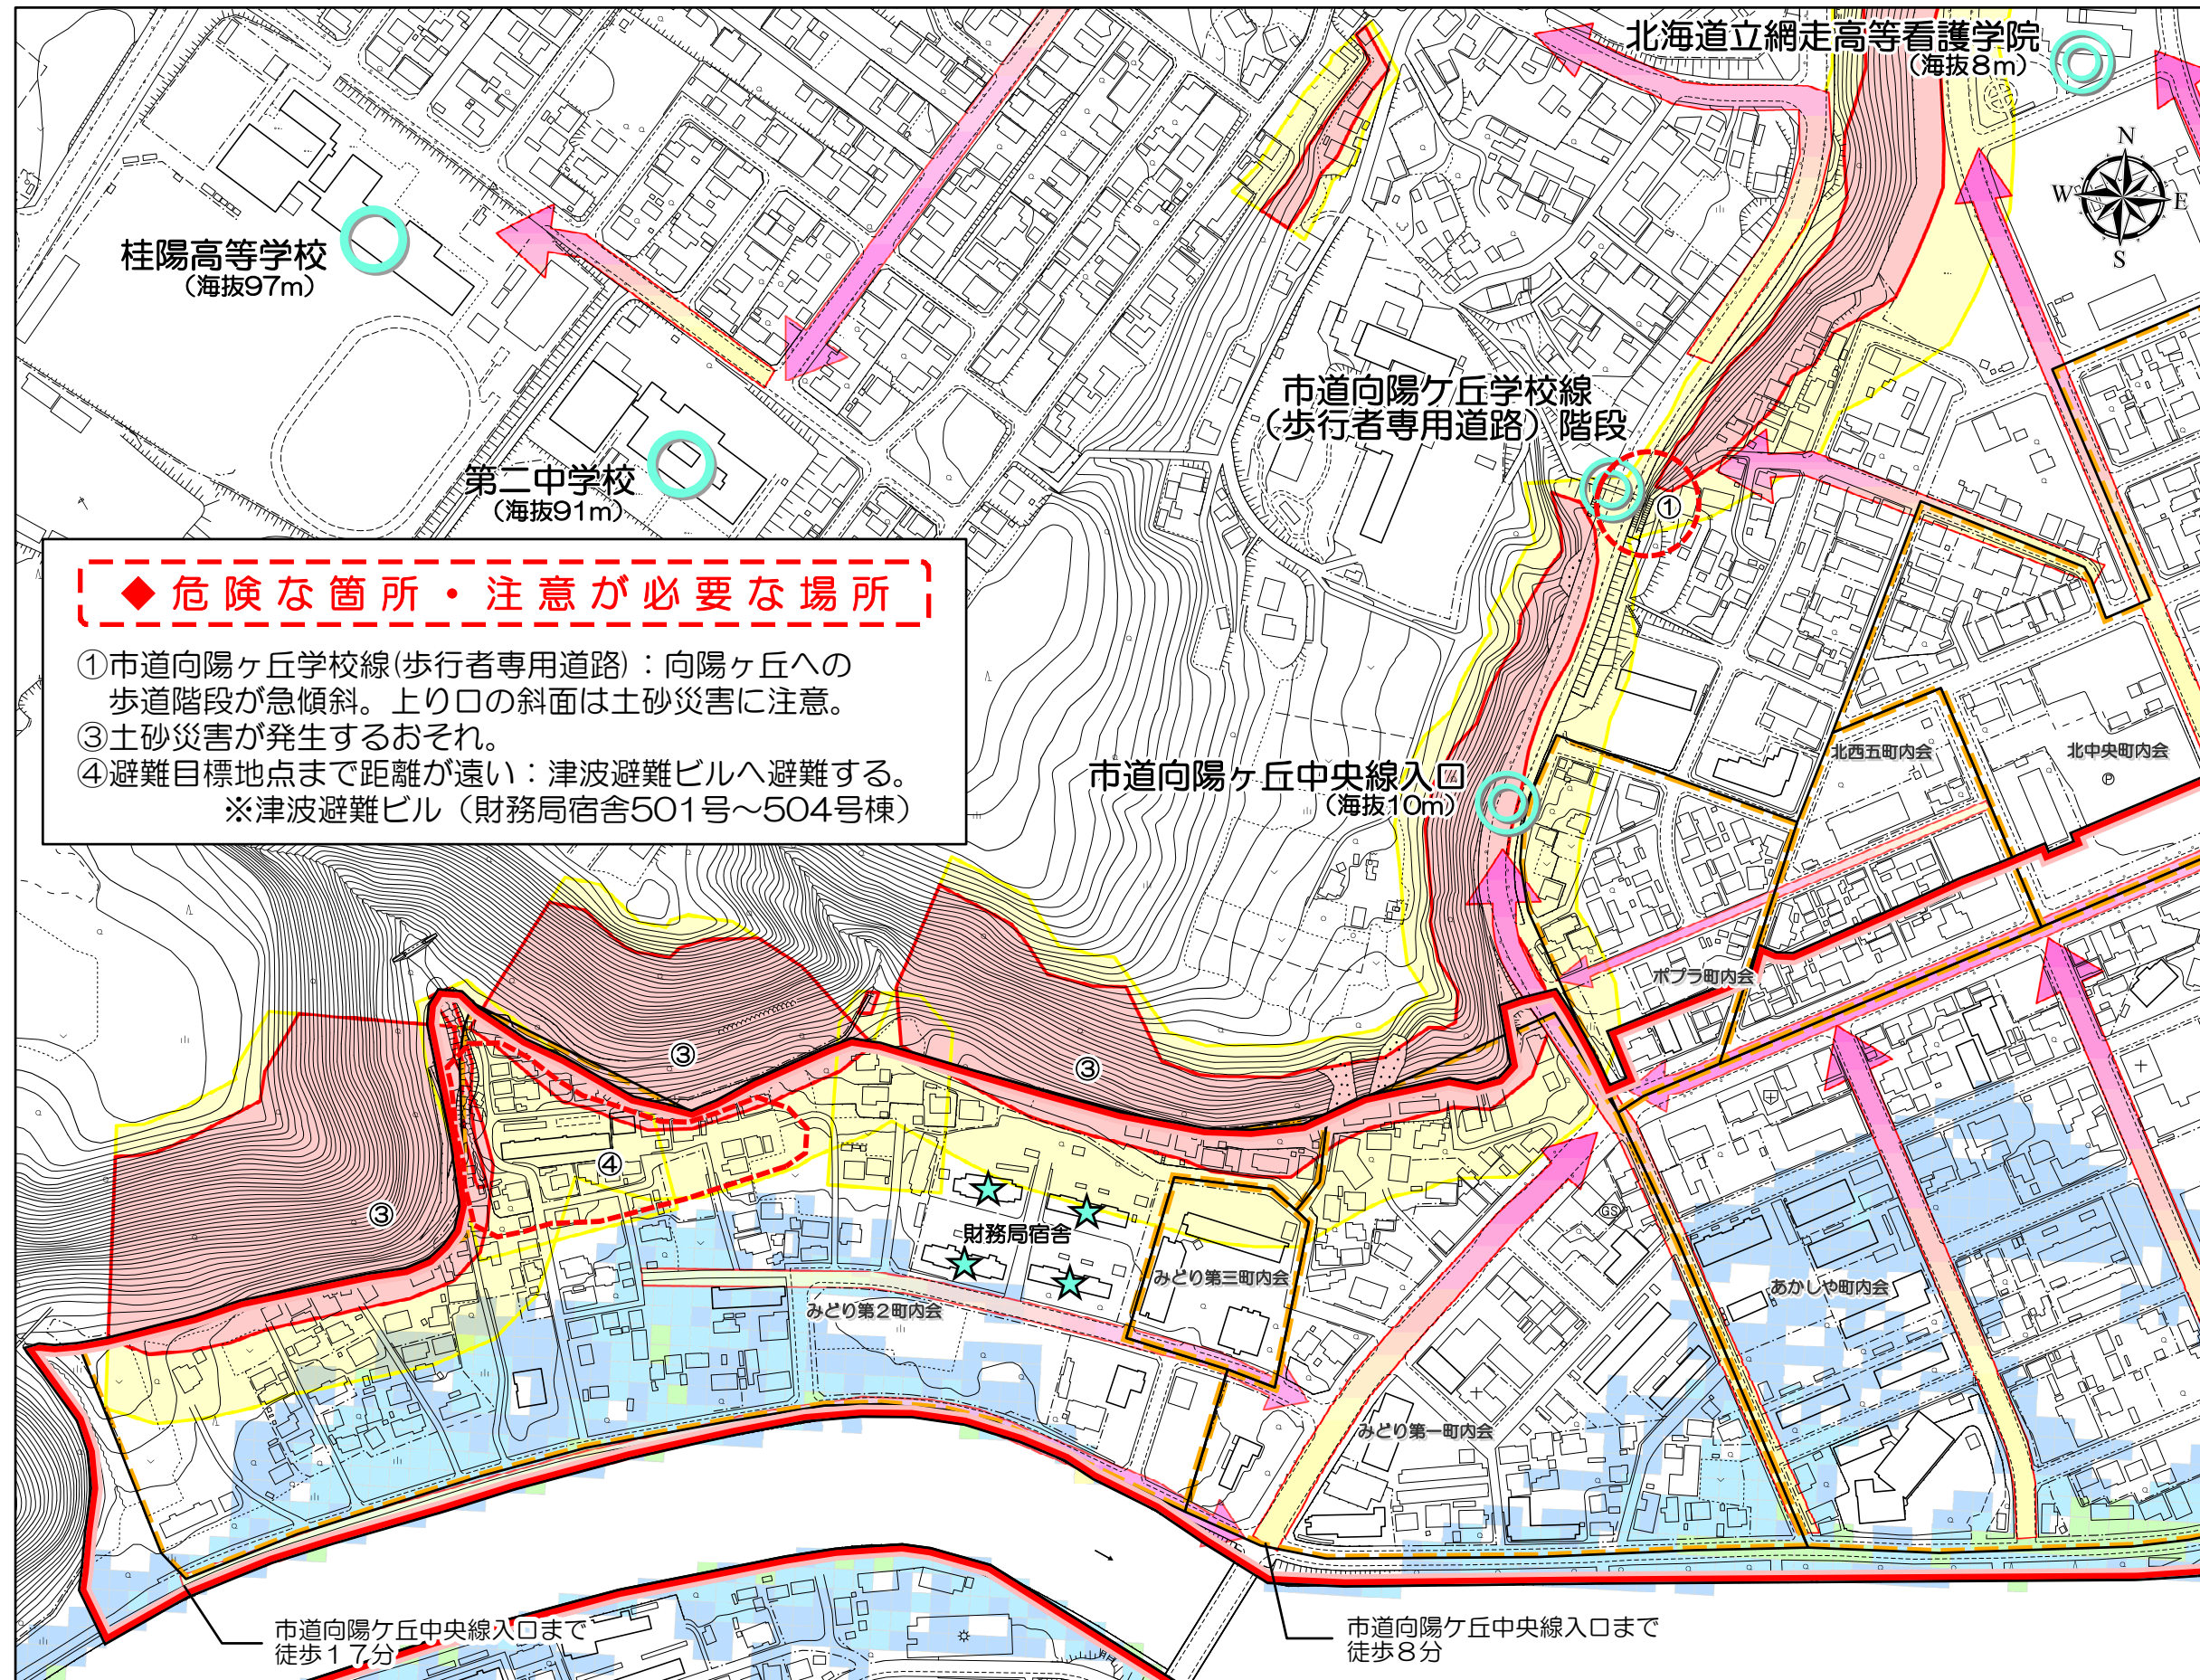 北海道立網走高等看護学院
（海抜8m）
N
W
E
S
桂陽高等学校
（海抜97m）
市道向陽ケ丘学校線
（歩行者専用道路）階段
①
第二中学校
（海抜91m）
◆危険な箇所・注意が必要な場所
①市道向陽ヶ丘学校線(歩行者専用道路)：向陽ヶ丘への
歩道階段が急傾斜。上り口の斜面は土砂災害に注意。
③土砂災害が発生するおそれ。
④避難目標地点まで距離が遠い：津波避難ビルへ避難する。
※津波避難ビル（財務局宿舎501号～504号棟）
北西五町内会
北中央町内会
Ⓟ
市道向陽ヶ丘中央線入口
（海抜10m）
ポプラ町内会
③
③
④
③
GS
財務局宿舎
みどり第三町内会
みどり第２町内会
あかしや町内会
みどり第一町内会
市道向陽ケ丘中央線入口まで
徒歩１７分
市道向陽ケ丘中央線入口まで
徒歩８分